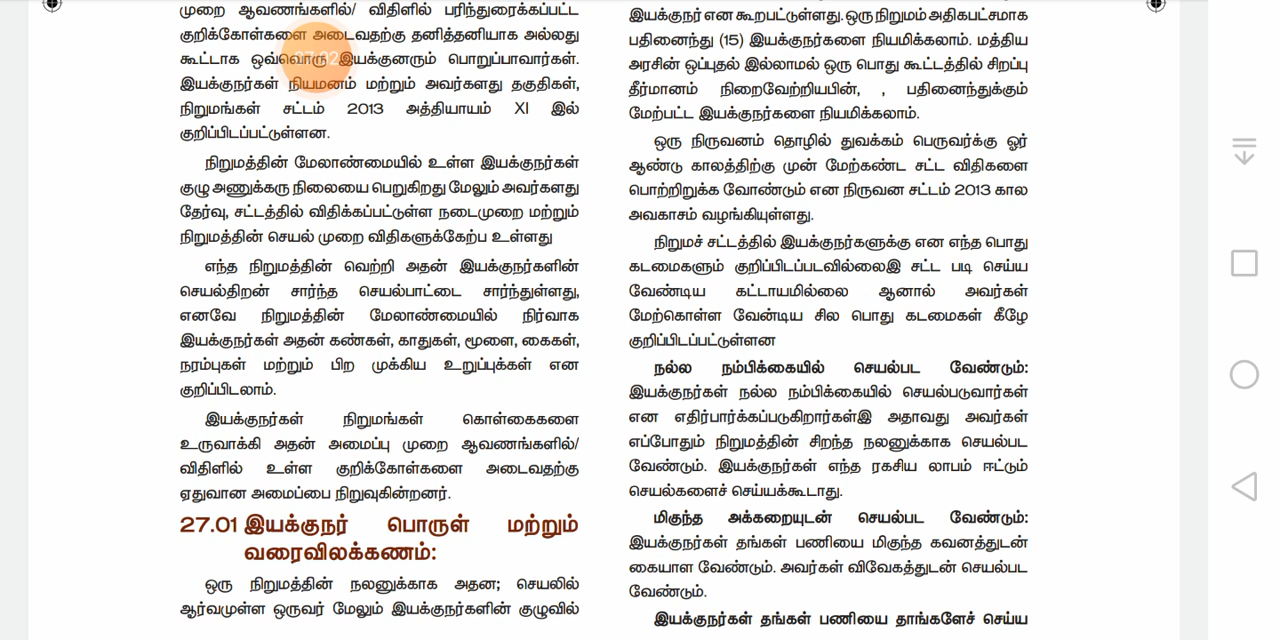 முறை ஆவணங்களில்/ விதிளில் பரிந்துரைக்கப்பட்ட
குறிக்கோள்களை அடைவதற்கு தனித்தனியாக அல்லது
கூட்டாக ஒவ்வொரு இயக்குனரும் பொறுப்பாவார்கள்.
இயக்குநர்கள் நியமனம் மற்றும் அவர்களது தகுதிகள்,
நிறுமங்கள் சட்டம் 2013 அத்தியாயம் XI இல்
குறிப்பிடப்பட்டுள்ளன.
நிறுமத்தின் மேலாண்மையில் உள்ள இயக்குநர்கள்
குழு அணுக்கரு நிலையை பெறுகிறது மேலும் அவர்களது
தேர்வு, சட்டத்தில் விதிக்கப்பட்டுள்ள நடைமுறை மற்றும்
நிறுமத்தின் செயல் முறை விதிகளுக்கேற்ப உள்ளது
எந்த நிறுமத்தின் வெற்றி அதன் இயக்குநர்களின்
செயல்திறன் சார்ந்த செயல்பாட்டை சார்ந்துள்ளது,
எனவே நிறுமத்தின் மேலாண்மையில் நிர்வாக
இயக்குநர்கள் அதன் கண்கள், காதுகள், மூளை, கைகள்,
நரம்புகள் மற்றும் பிற முக்கிய உறுப்புக்கள் என
குறிப்பிடலாம்.
இயக்குநர்கள் நிறுமங்கள் கொள்கைகளை
உருவாக்கி அதன் அமைப்பு முறை ஆவணங்களில்/
விதிளில் உள்ள குறிக்கோள்களை அடைவதற்கு
ஏதுவான அமைப்பை நிறுவுகின்றனர்.
27.01 இயக்குநர் பொருள் மற்றும்
வரைவிலக்கணம்:
ஒரு நிறுமத்தின் நலனுக்காக அதன; செயலில்
ஆர்வமுள்ள ஒருவர் மேலும் இயக்குநர்களின் குழுவில்
இயக்குநர் என கூறபட்டுள்ளது. ஒரு நிறுமம் அதிகபட்சமாக
பதினைந்து (15) இயக்குநர்களை நியமிக்கலாம். மத்திய
அரசின் ஒப்புதல் இல்லாமல் ஒரு பொது கூட்டத்தில் சிறப்பு
தீர்மானம் நிறைவேற்றியபின், , பதினைந்துக்கும்
மேற்பட்ட இயக்குநர்களை நியமிக்கலாம்.
ஒரு நிருவனம் தொழில் துவக்கம் பெருவர்க்கு ஓர்
ஆண்டு காலத்திற்கு முன் மேற்கண்ட சட்ட விதிகளை
பொற்றிறுக்க வோண்டும் என நிருவன சட்டம் 2013 கால
அவகாசம் வழங்கியுள்ளது.
நிறுமச் சட்டத்தில் இயக்குநர்களுக்கு என எந்த பொது
கடமைகளும் குறிப்பிடப்படவில்லைஇ சட்ட படி செய்ய
வேண்டிய கட்டாயமில்லை ஆனால் அவர்கள்
மேற்கொள்ள வேன்டிய சில பொது கடமைகள் கீழே
குறிப்பிடப்பட்டுள்ளன
நல்ல நம்பிக்கையில் செயல்பட வேண்டும்:
இயக்குநர்கள் நல்ல நம்பிக்கையில் செயல்படுவார்கள்
என எதிர்பார்க்கப்படுகிறார்கள்இ அதாவது அவர்கள்
எப்போதும் நிறுமத்தின் சிறந்த நலனுக்காக செயல்பட
வேண்டும். இயக்குநர்கள் எந்த ரகசிய லாபம் ஈட்டும்
செயல்களைச் செய்யக்கூடாது.
மிகுந்த அக்கறையுடன் செயல்பட வேண்டும்:
இயக்குநர்கள் தங்கள் பணியை மிகுந்த கவனத்துடன்
கையாள வேண்டும். அவர்கள் விவேகத்துடன் செயல்பட
வேண்டும்.
இயக்குநர்கள் தங்கள் பணியை தாங்களேச் செய்ய